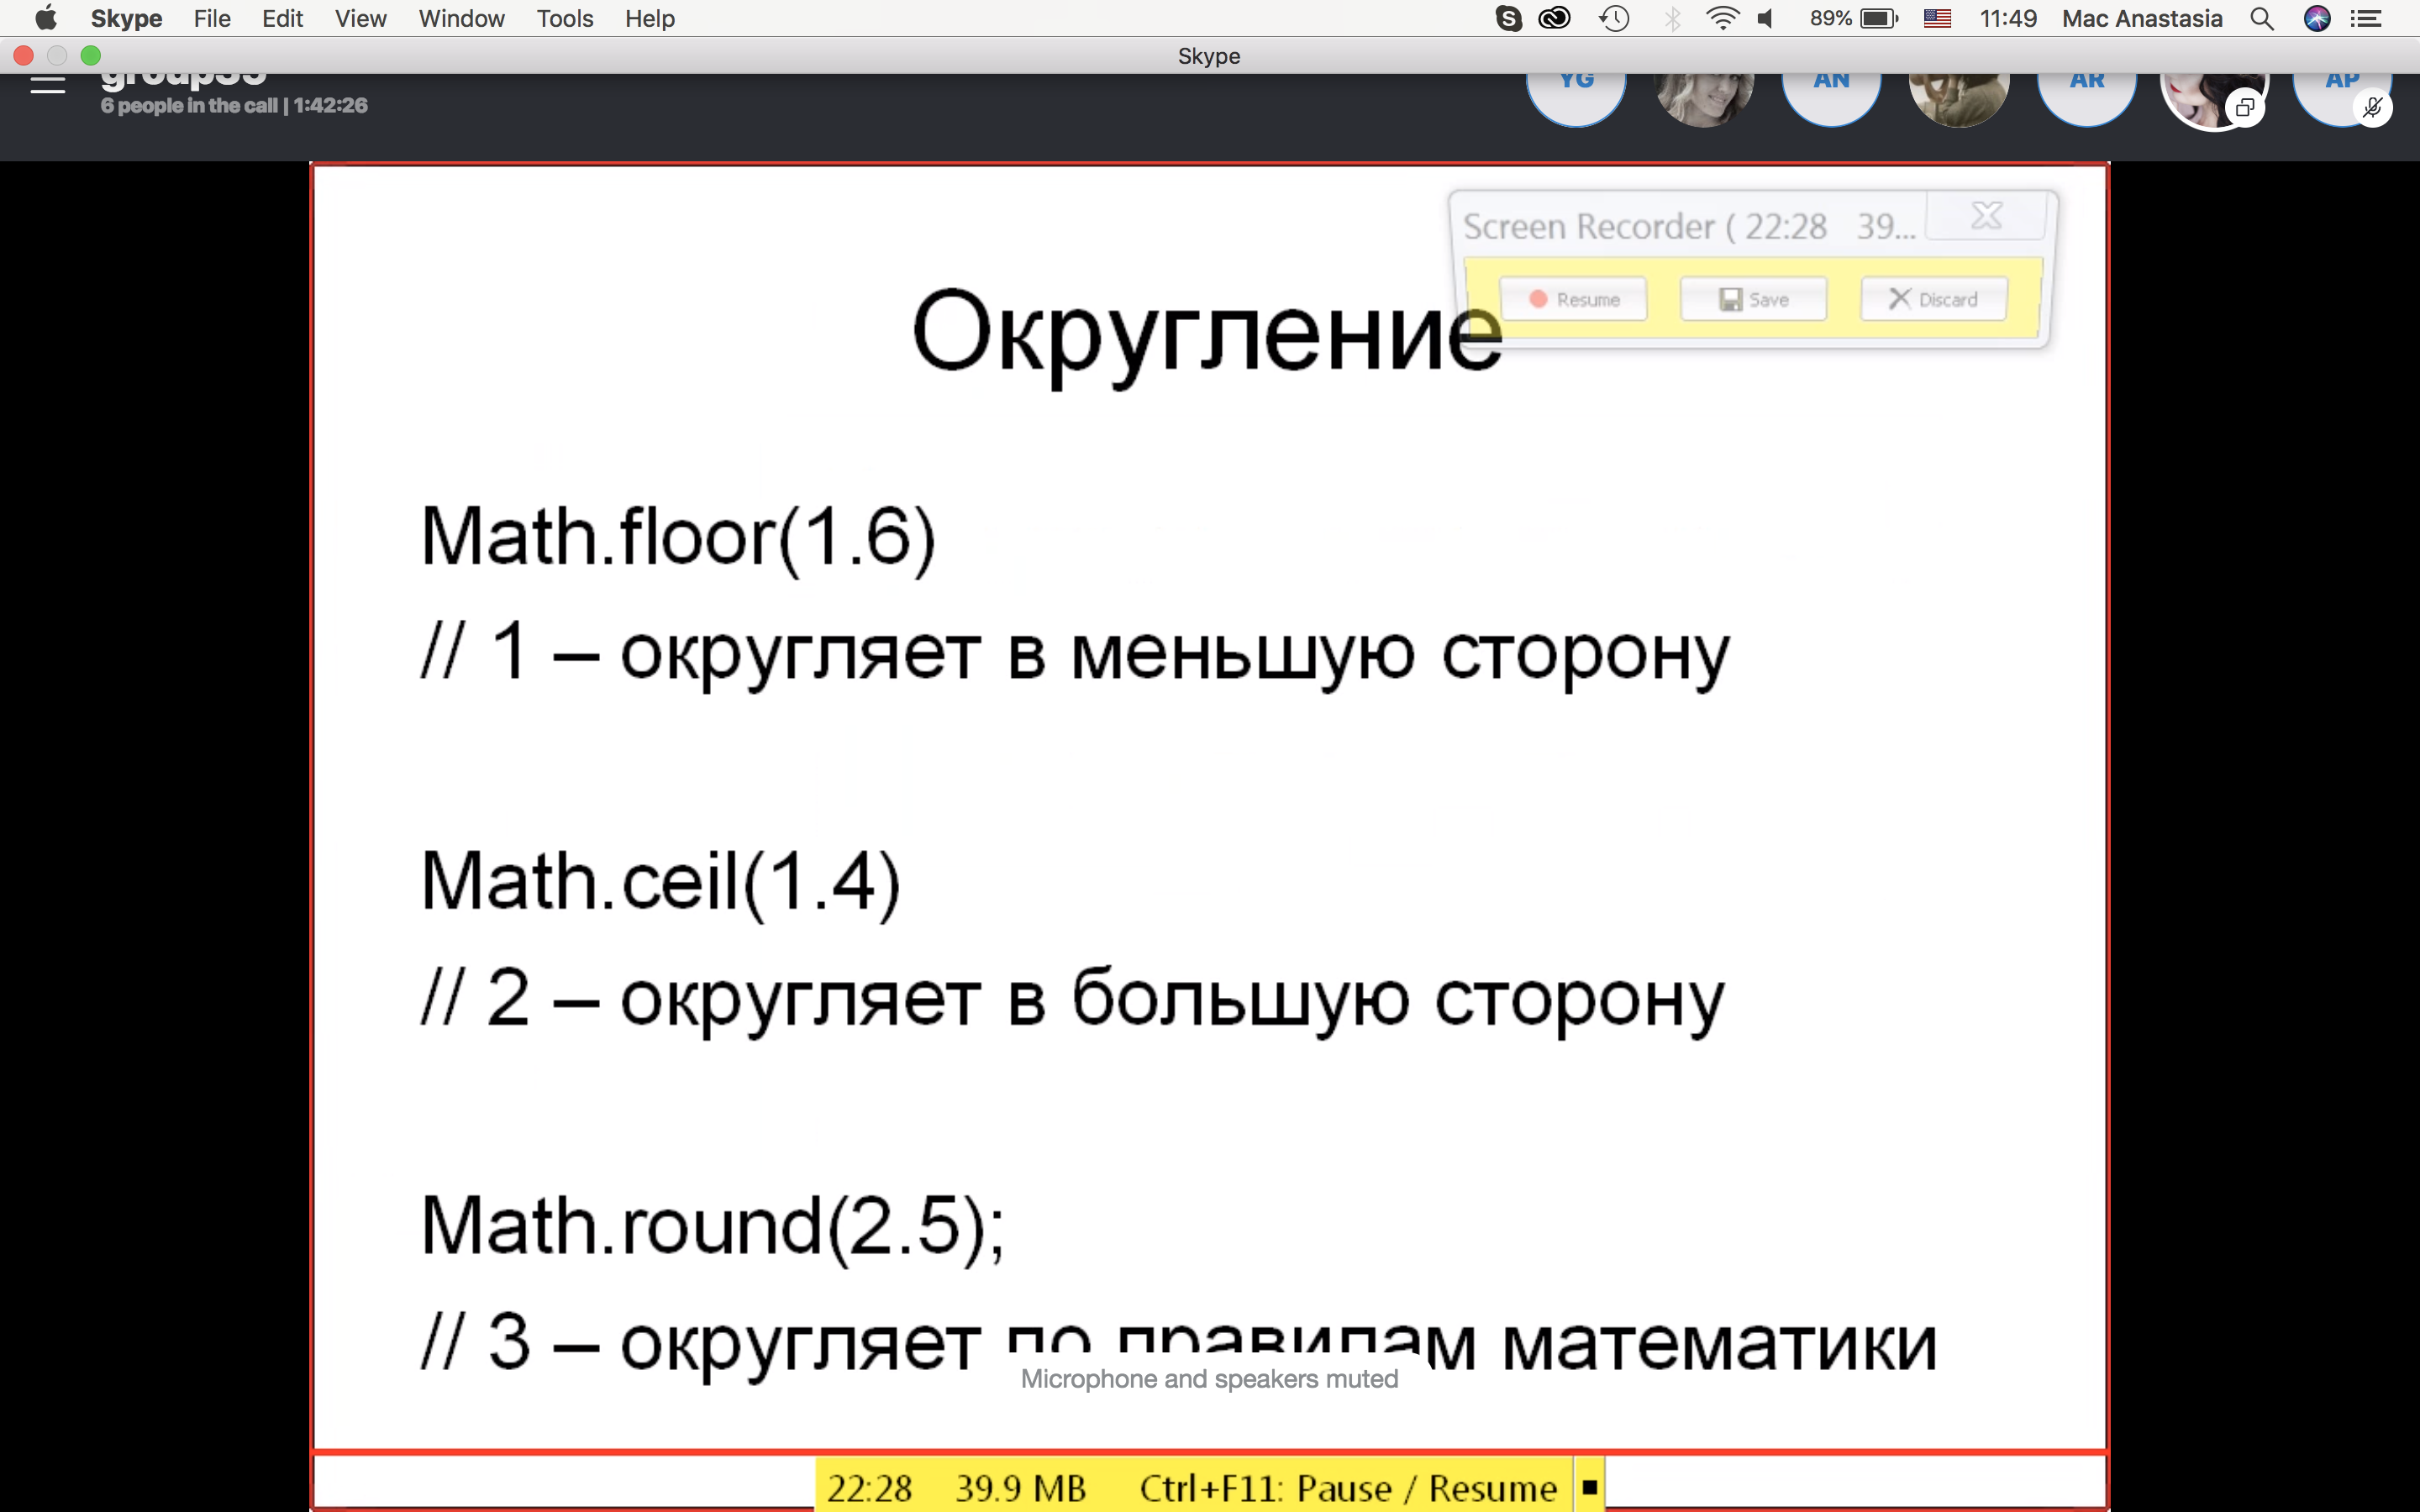 Skype File Edit View Window Tools Help 89% 11:49 Mac Anastasia
Skype
6 people in the call | 1:42:26
YG AN AR AP
Screen Recorder ( 22:28 39...
Resume Save Discard
Округление
Math.floor(1.6)
// 1 – округляет в меньшую сторону
Math.ceil(1.4)
// 2 – округляет в большую сторону
Math.round(2.5);
// 3 – округляет по правилам математики
Microphone and speakers muted
22:28 39.9 MB Ctrl+F11: Pause / Resume